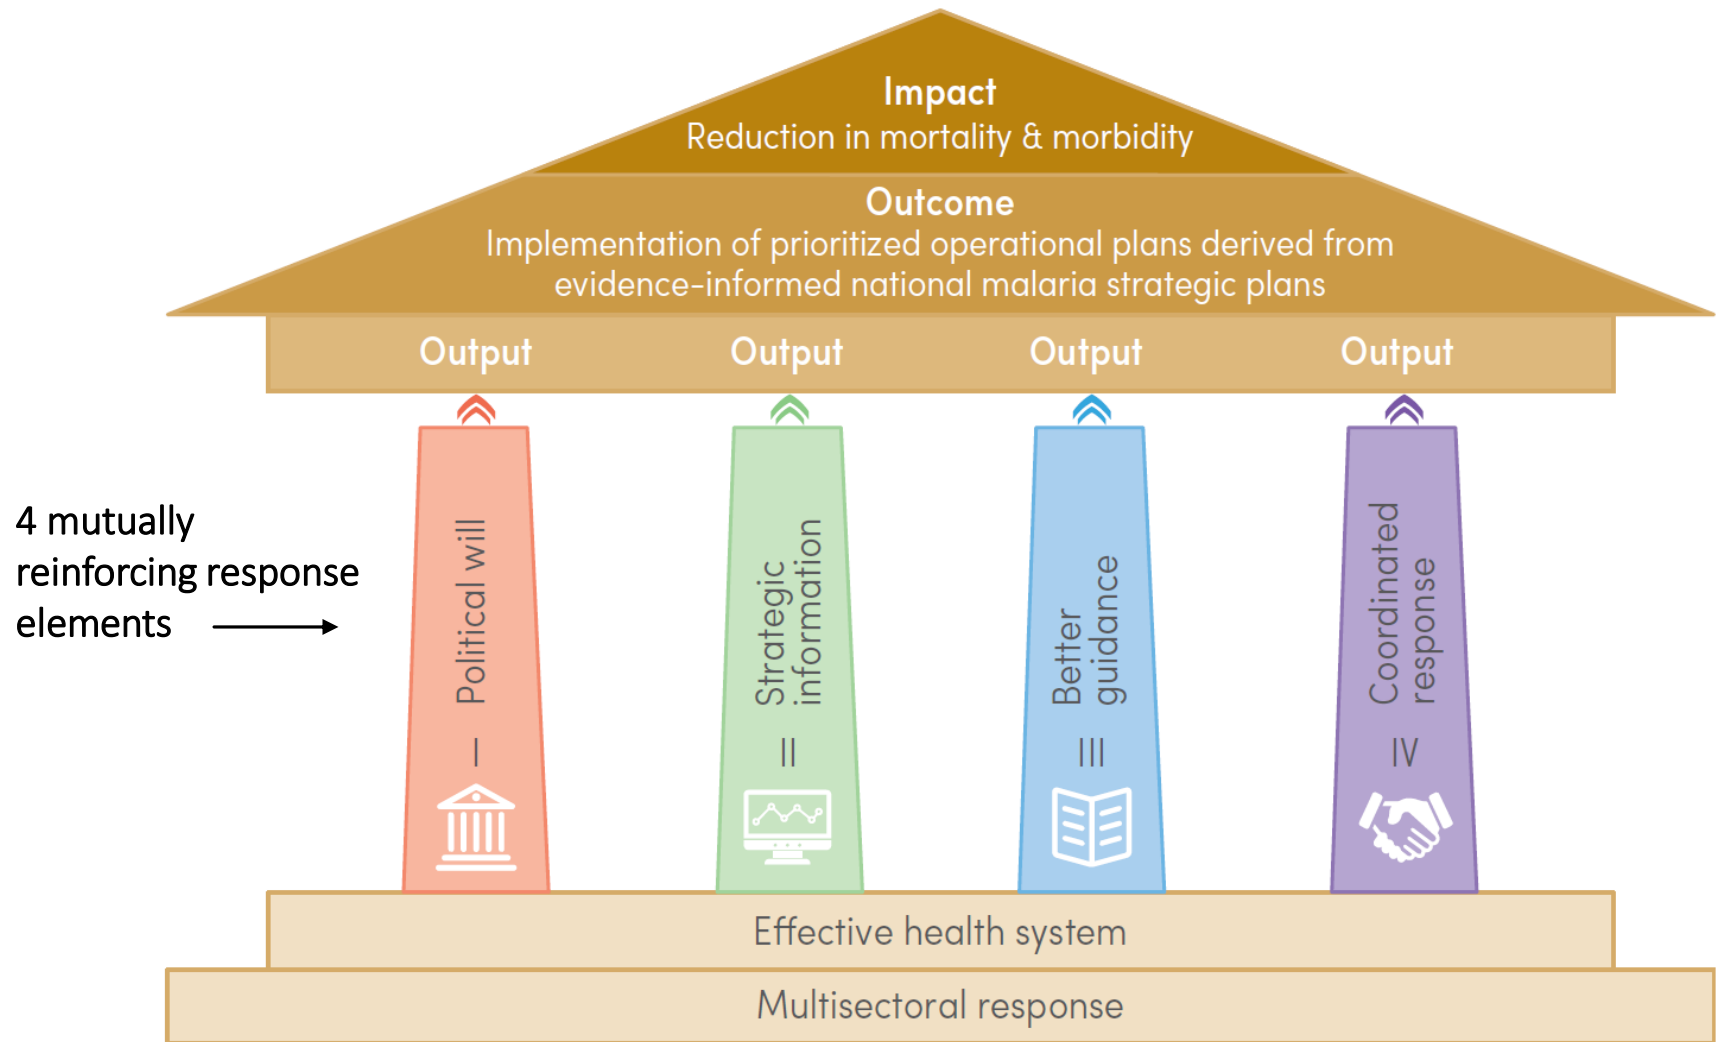 Impact
Reduction in mortality & morbidity
Outcome
Implementation of prioritized operational plans derived from
evidence-informed national malaria strategic plans
Output
Output
Output
Output
4 mutually
reinforcing response
elements
I
Political will
II
Strategic
information
III
Better
guidance
IV
Coordinated
response
Effective health system
Multisectoral response